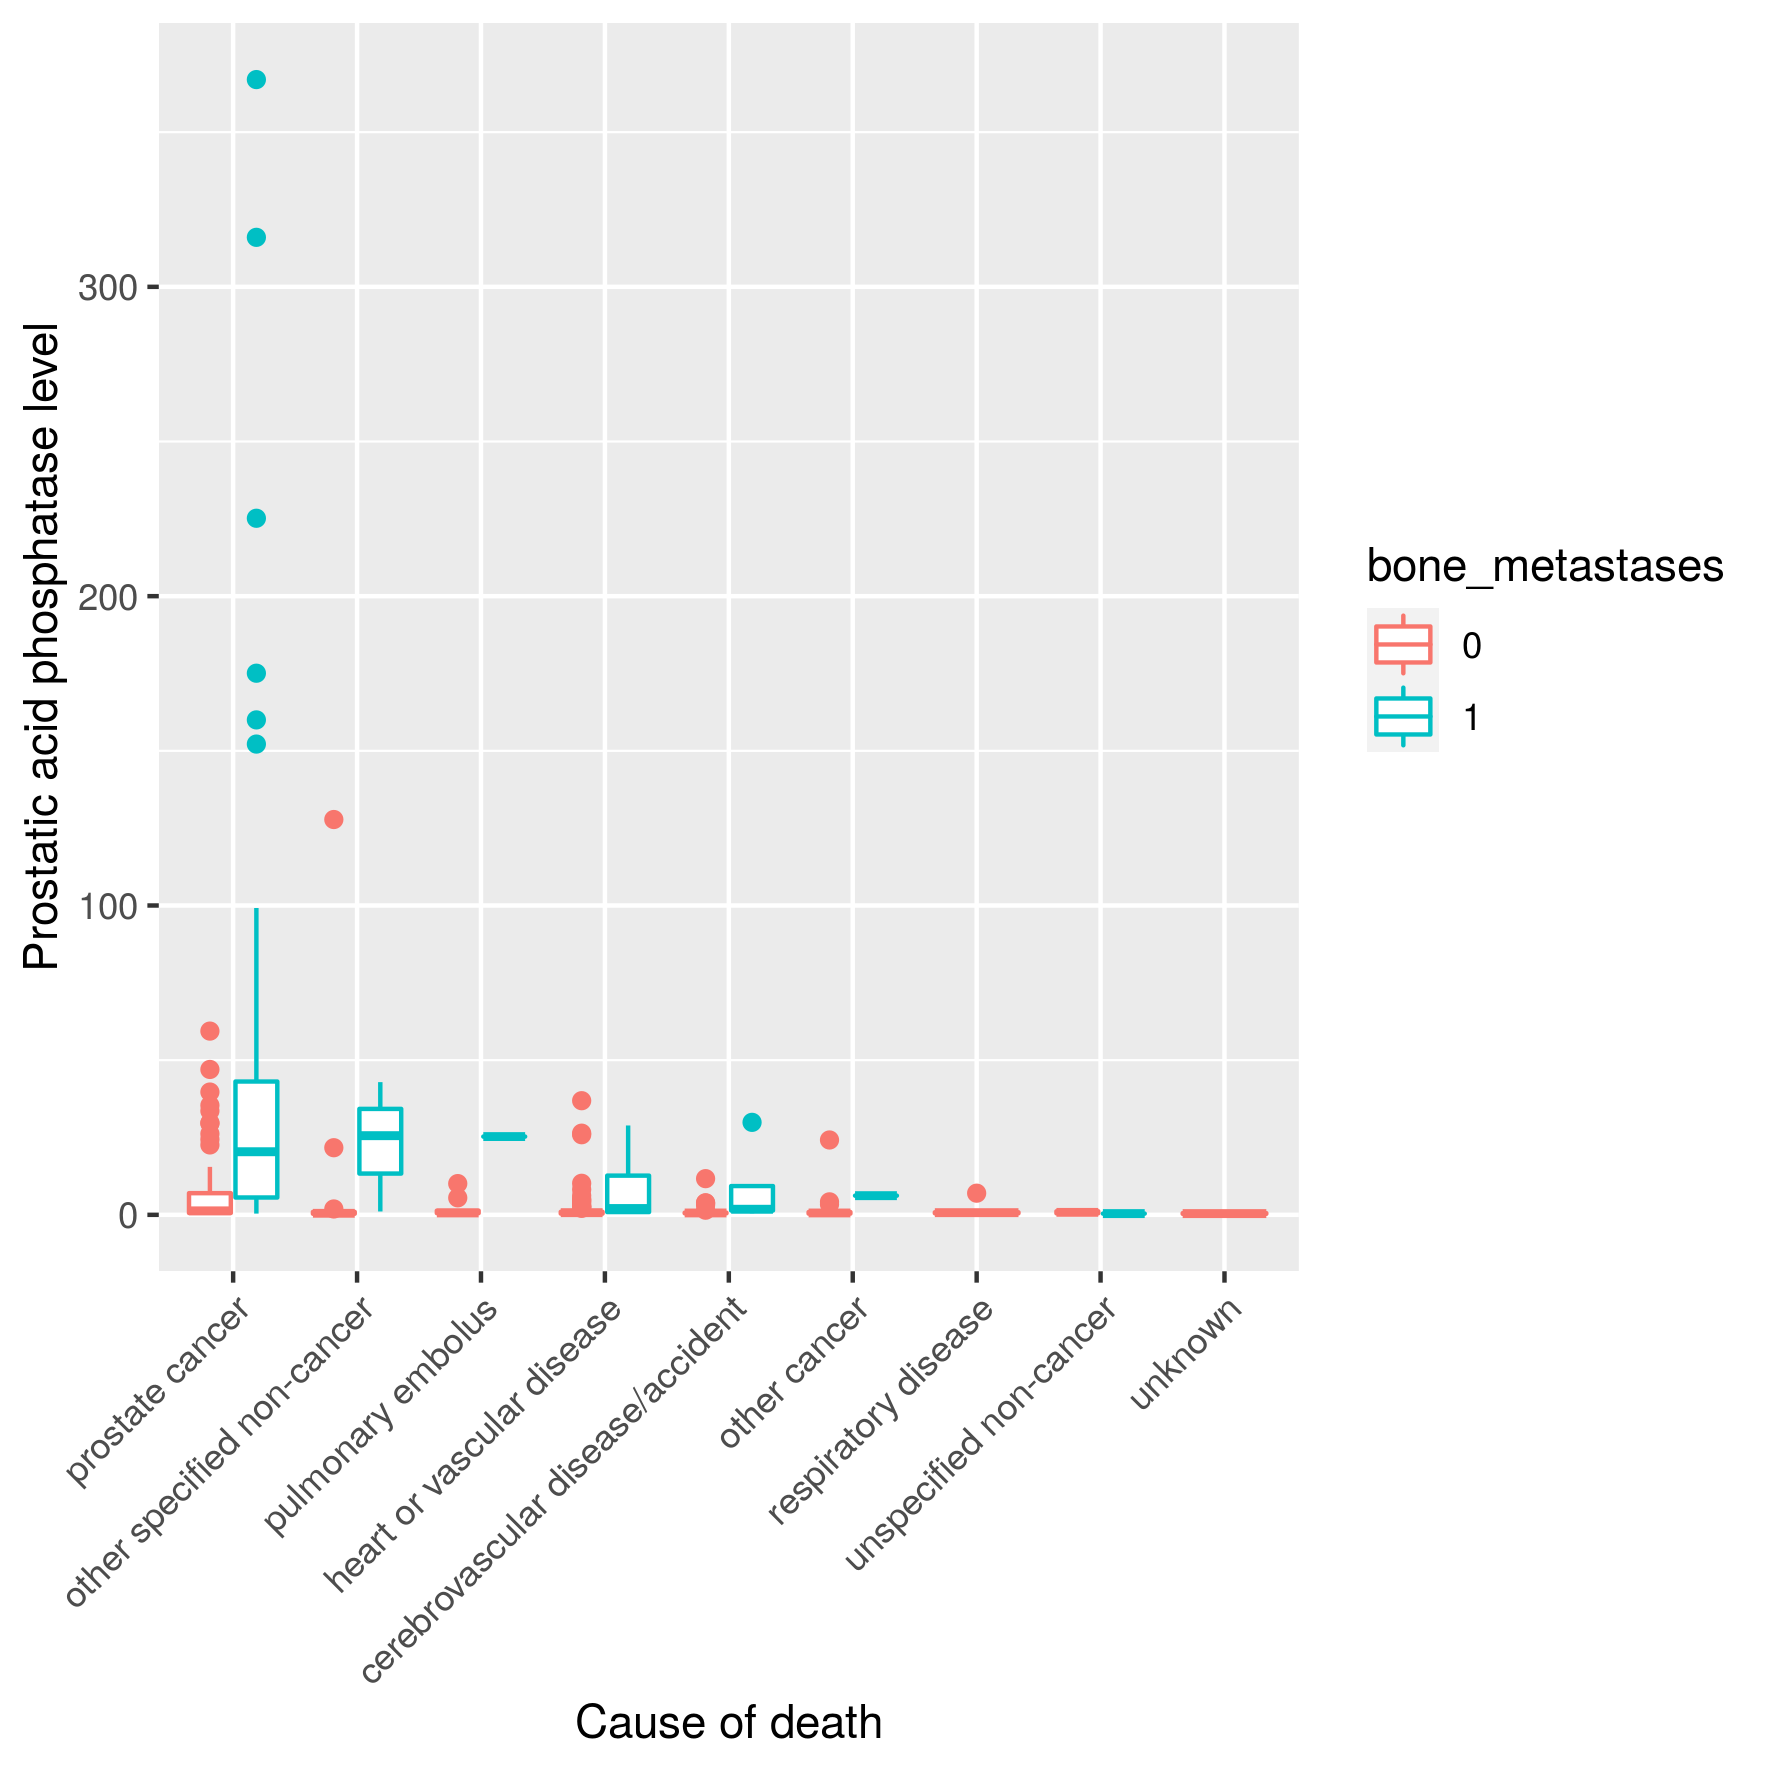 Prostatic acid phosphatase level
300
200
100
0
prostate cancer
other specified non-cancer
pulmonary embolus
heart or vascular disease
cerebrovascular disease/accident
other cancer
respiratory disease
unspecified non-cancer
unknown
Cause of death
bone_metastases
0
1